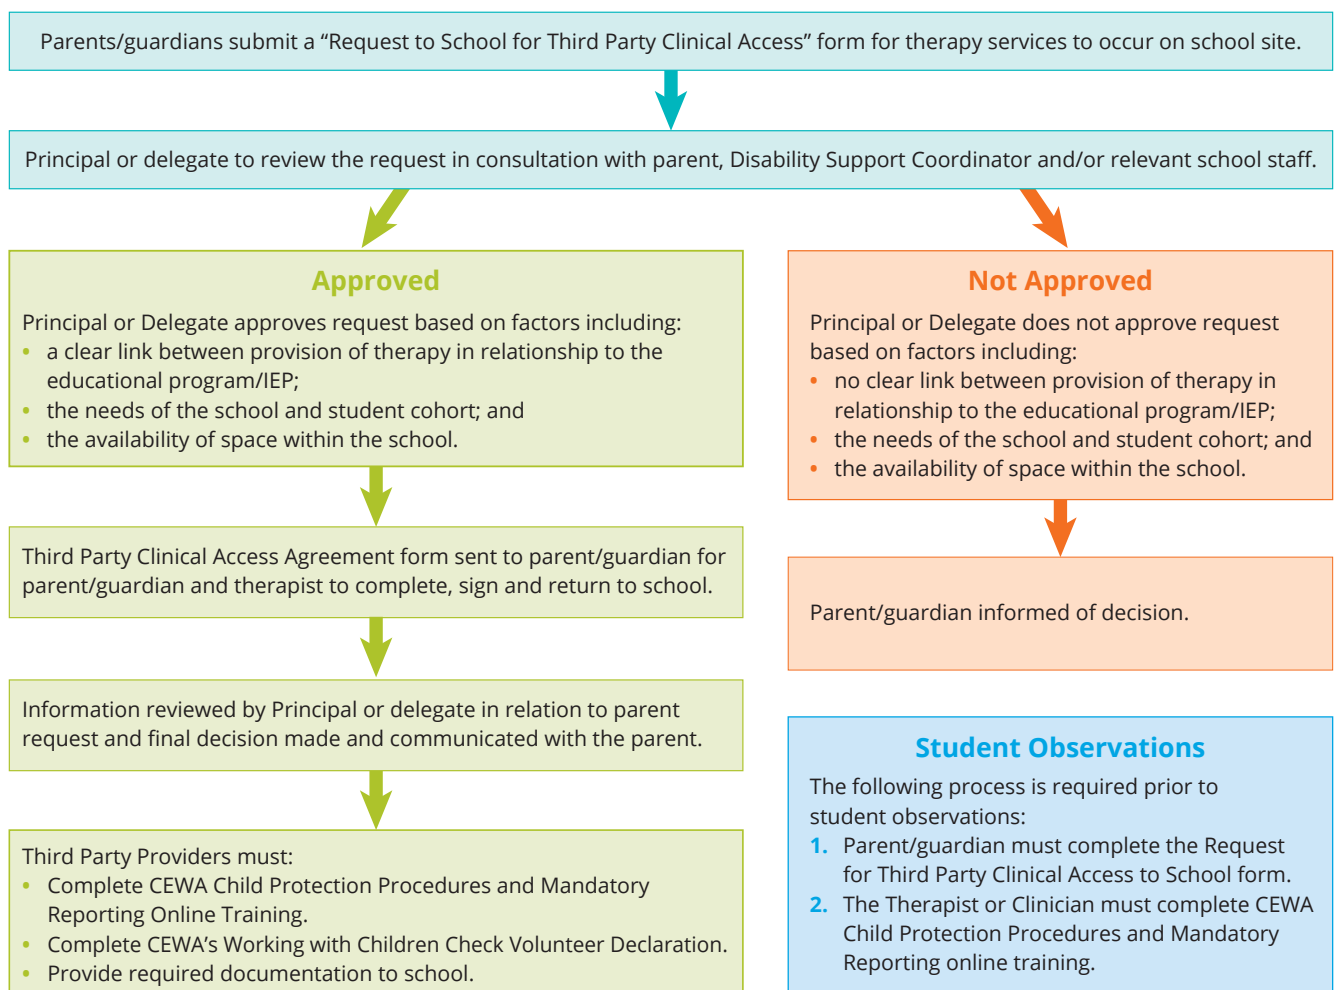 Parents/guardians submit a “Request to School for Third Party Clinical Access” form for therapy services to occur on school site.
Principal or delegate to review the request in consultation with parent, Disability Support Coordinator and/or relevant school staff.
Approved
Principal or Delegate approves request based on factors including:
• a clear link between provision of therapy in relationship to the
educational program/IEP;
• the needs of the school and student cohort; and
• the availability of space within the school.
Third Party Clinical Access Agreement form sent to parent/guardian for
parent/guardian and therapist to complete, sign and return to school.
Information reviewed by Principal or delegate in relation to parent
request and final decision made and communicated with the parent.
Third Party Providers must:
• Complete CEWA Child Protection Procedures and Mandatory
Reporting Online Training.
• Complete CEWA’s Working with Children Check Volunteer Declaration.
• Provide required documentation to school.
Not Approved
Principal or Delegate does not approve request
based on factors including:
• no clear link between provision of therapy in
relationship to the educational program/IEP;
• the needs of the school and student cohort; and
• the availability of space within the school.
Parent/guardian informed of decision.
Student Observations
The following process is required prior to
student observations:
1. Parent/guardian must complete the Request
for Third Party Clinical Access to School form.
2. The Therapist or Clinician must complete CEWA
Child Protection Procedures and Mandatory
Reporting online training.